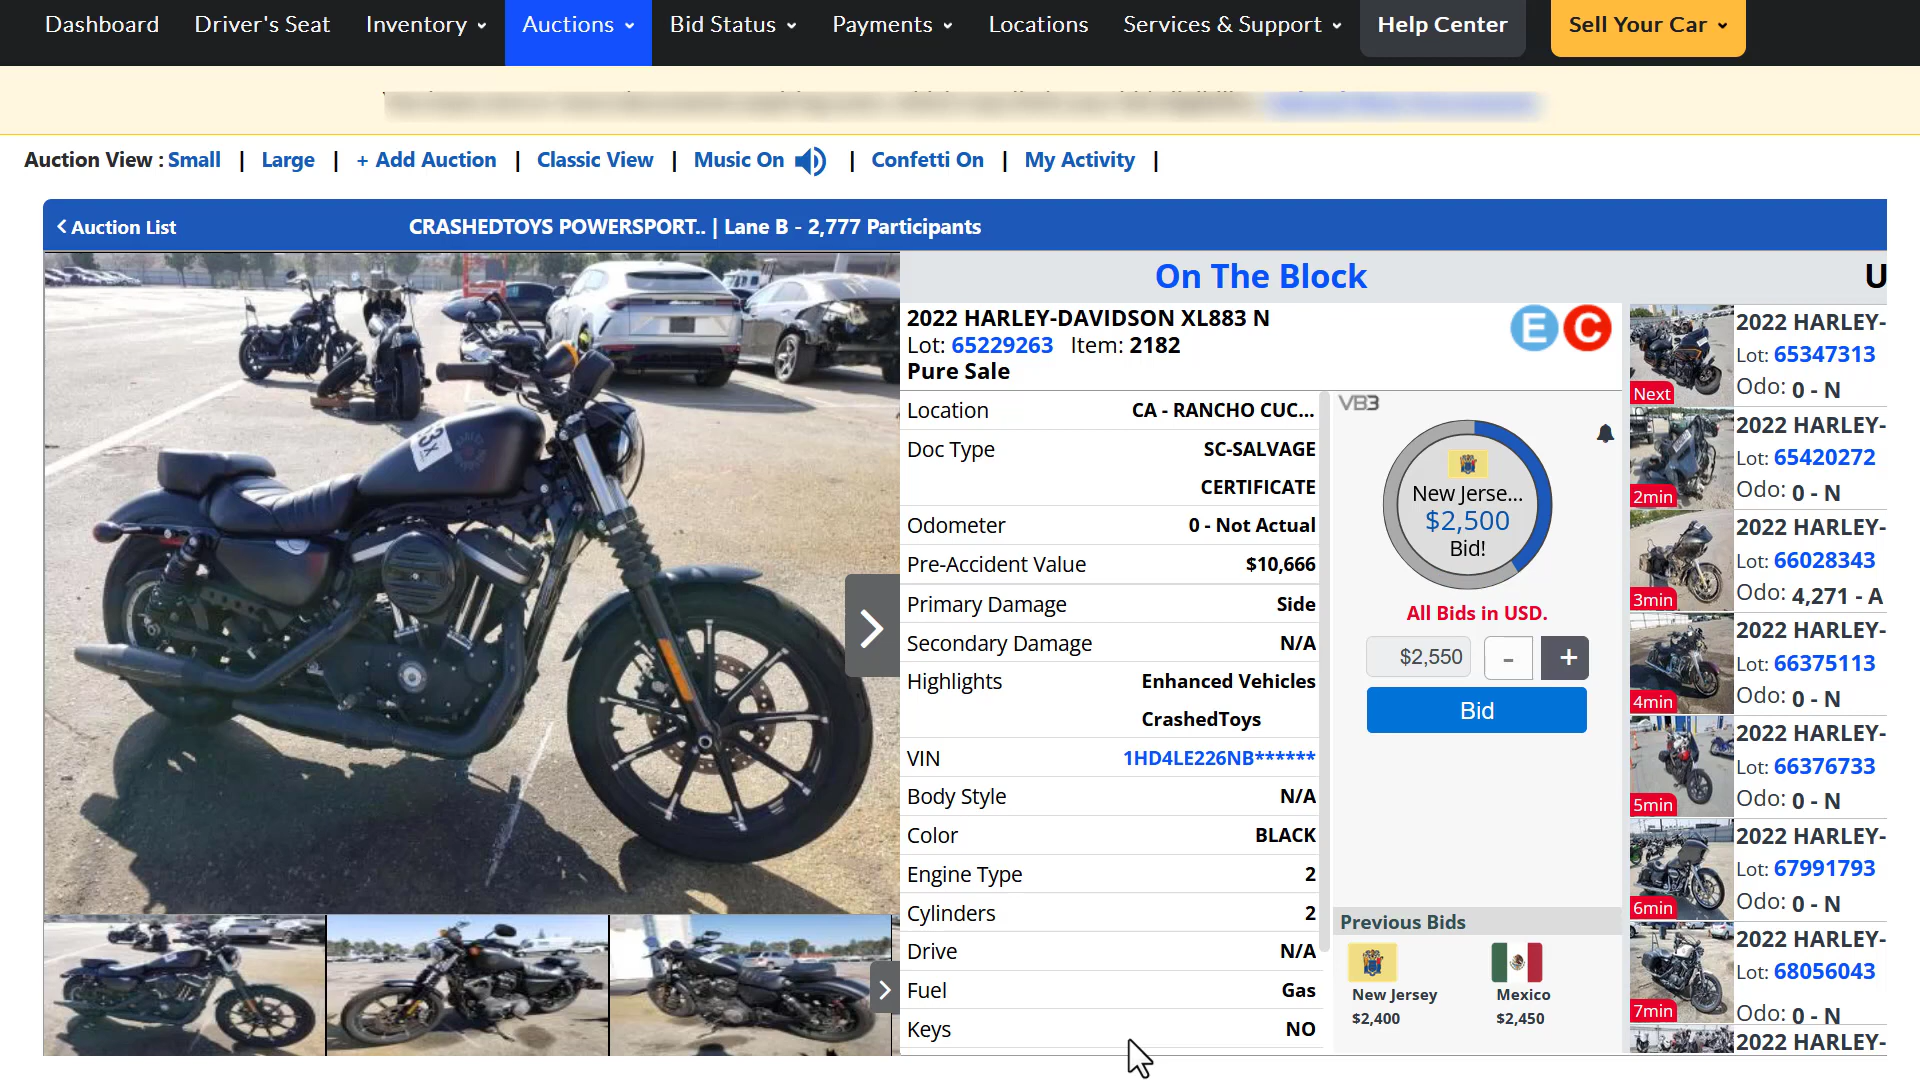 Dashboard Driver's Seat Inventory Auctions Bid Status Payments Locations Services & Support Help Center Sell Your Car
Auction View : Small | Large | + Add Auction | Classic View | Music On | Confetti On | My Activity |
< Auction List CRASHEDTOYS POWERSPORT.. | Lane B - 2,777 Participants
On The Block
U
2022 HARLEY-DAVIDSON XL883 N
Lot: 65229263 Item: 2182
Pure Sale
E C
Location CA - RANCHO CUC...
Doc Type SC-SALVAGE
CERTIFICATE
Odometer 0 - Not Actual
Pre-Accident Value $10,666
Primary Damage Side
Secondary Damage N/A
Highlights Enhanced Vehicles
CrashedToys
VIN 1HD4LE226NB******
Body Style N/A
Color BLACK
Engine Type 2
Cylinders 2
Drive N/A
Fuel Gas
Keys NO
VB3
New Jerse...
$2,500
Bid!
All Bids in USD.
$2,550 - +
Bid
Previous Bids
New Jersey
$2,400
Mexico
$2,450
2022 HARLEY-
Lot: 65347313
Next Odo: 0 - N
2022 HARLEY-
Lot: 65420272
2min Odo: 0 - N
2022 HARLEY-
Lot: 66028343
3min Odo: 4,271 - A
2022 HARLEY-
Lot: 66375113
4min Odo: 0 - N
2022 HARLEY-
Lot: 66376733
5min Odo: 0 - N
2022 HARLEY-
Lot: 67991793
6min Odo: 0 - N
2022 HARLEY-
Lot: 68056043
7min Odo: 0 - N
2022 HARLEY-